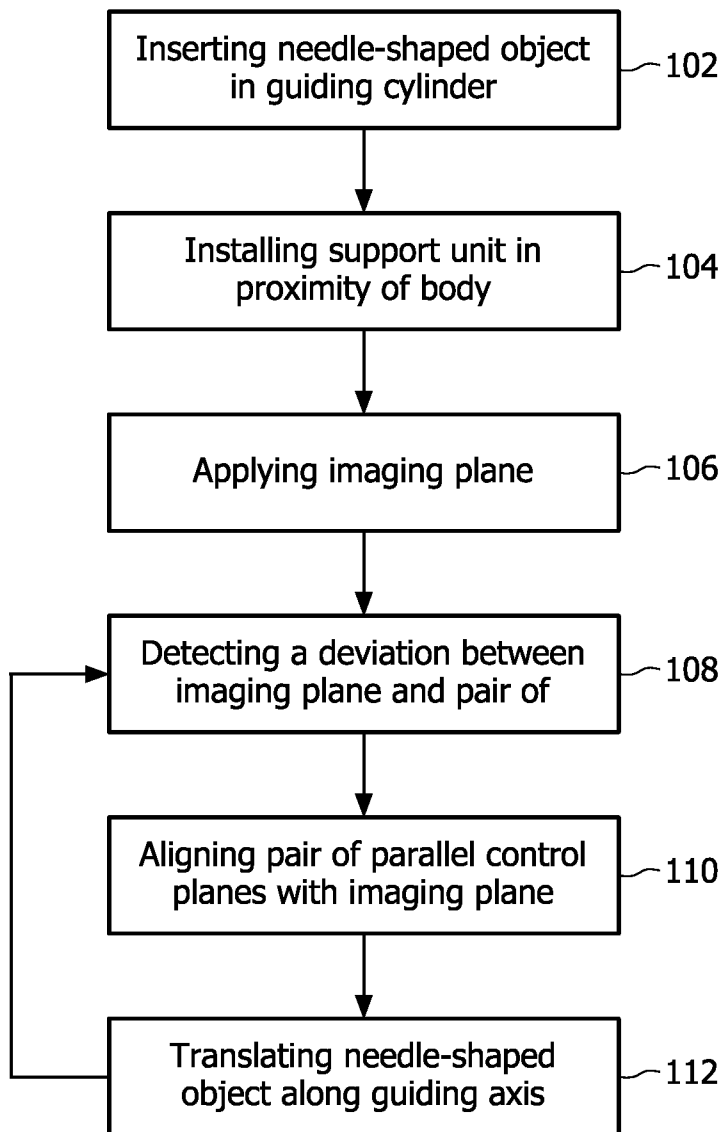 Inserting needle-shaped object
in guiding cylinder
102
Installing support unit in
proximity of body
104
Applying imaging plane
106
Detecting a deviation between
imaging plane and pair of
108
Aligning pair of parallel control
planes with imaging plane
110
Translating needle-shaped
object along guiding axis
112